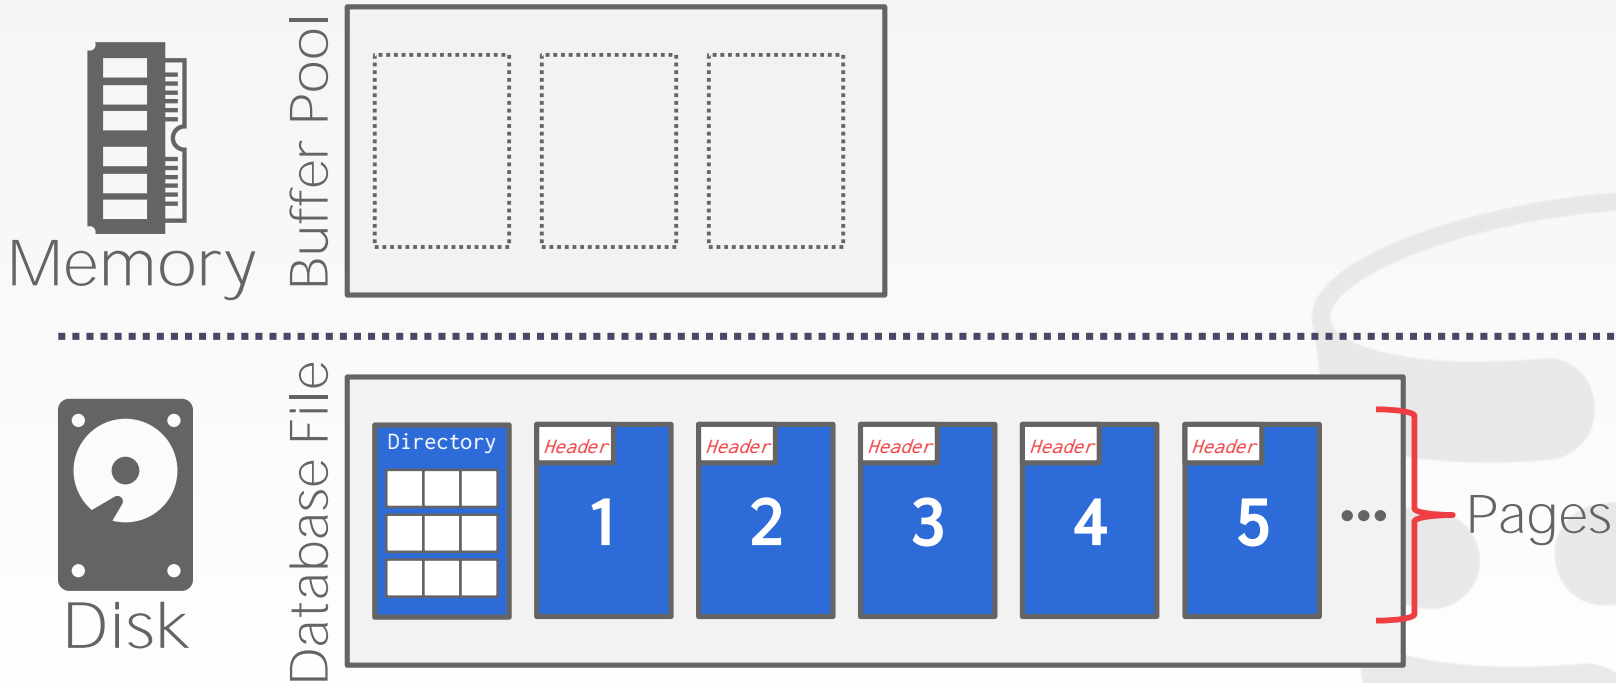 Memory
Buffer Pool
Disk
Database File
Directory
Header
1
Header
2
Header
3
Header
4
Header
5
•••
Pages